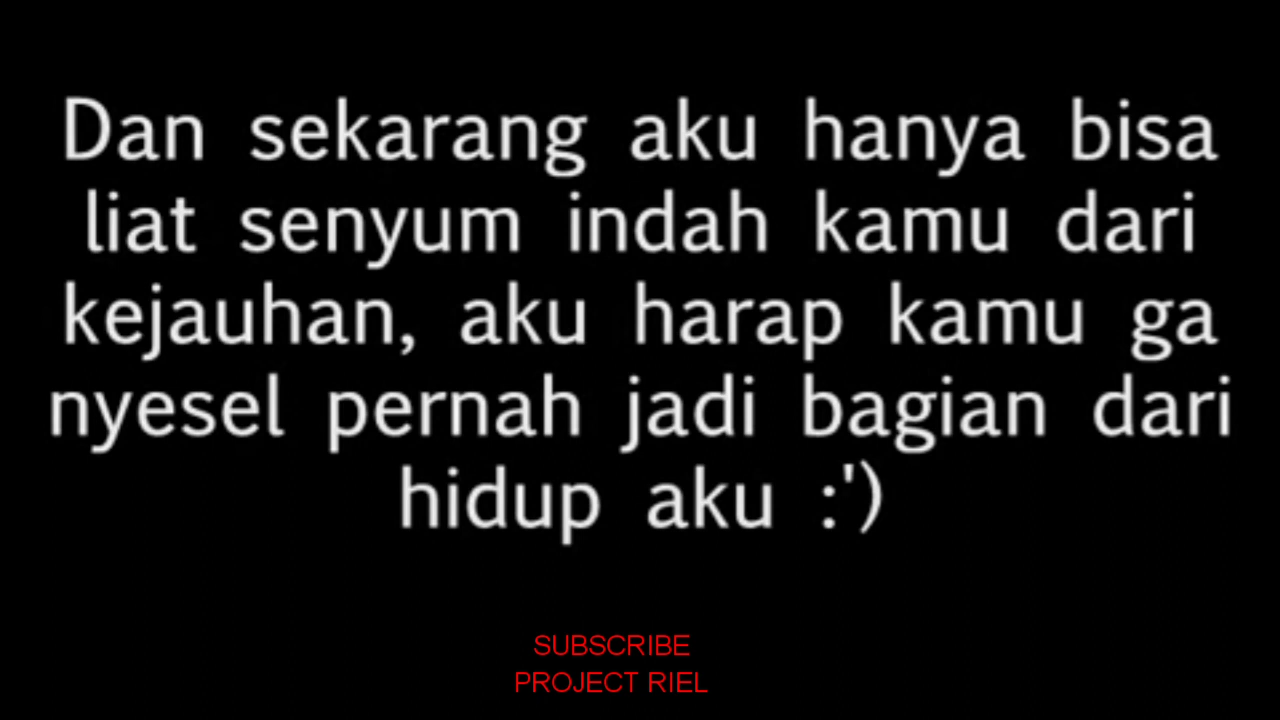 Dan sekarang aku hanya bisa
liat senyum indah kamu dari
kejauhan, aku harap kamu ga
nyesel pernah jadi bagian dari
hidup aku :')
SUBSCRIBE
PROJECT RIEL